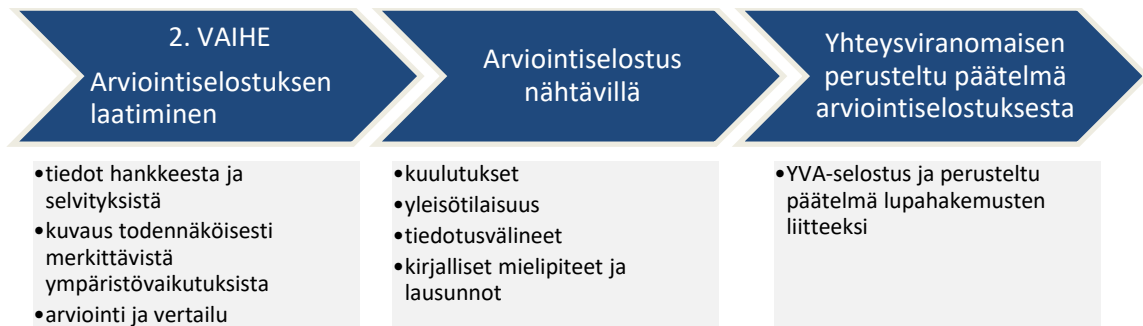 2. VAIHE
Arviointiselostuksen
laatiminen
•tiedot hankkeesta ja
selvityksistä
•kuvaus todennäköisesti
merkittävistä
ympäristövaikutuksista
•arviointi ja vertailu
Arviointiselostus
nähtävillä
•kuulutukset
•yleisötilaisuus
•tiedotusvälineet
•kirjalliset mielipiteet ja
lausunnot
Yhteysviranomaisen
perusteltu päätelmä
arviointiselostuksesta
•YVA-selostus ja perusteltu
päätelmä lupahakemusten
liitteeksi